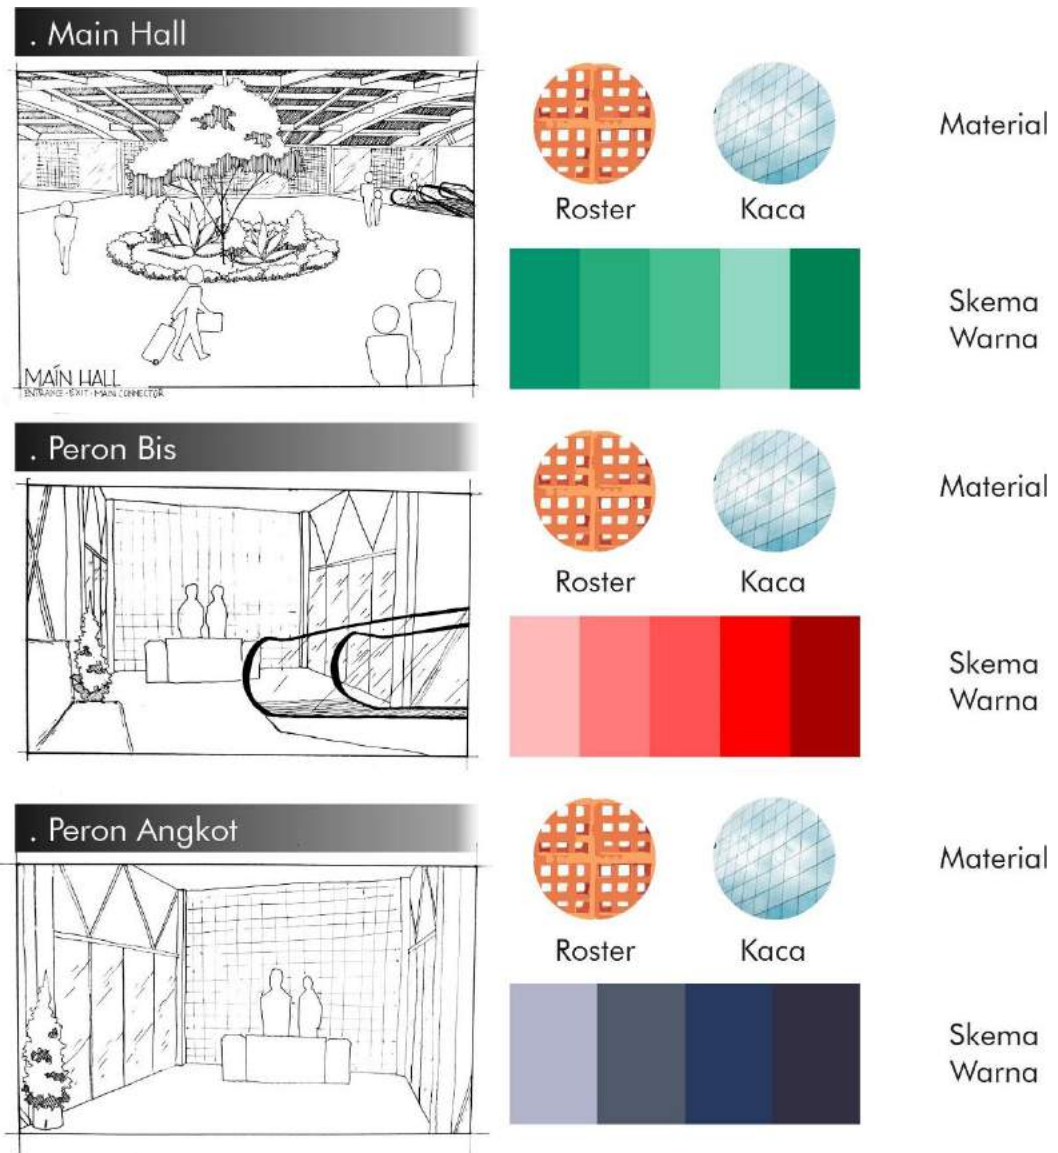 . Main Hall
Material
Roster
Kaca
Skema
Warna
MAIN HALL
ENTRANCE · EXIT · MAIN CONNECTOR
. Peron Bis
Material
Roster
Kaca
Skema
Warna
. Peron Angkot
Material
Roster
Kaca
Skema
Warna